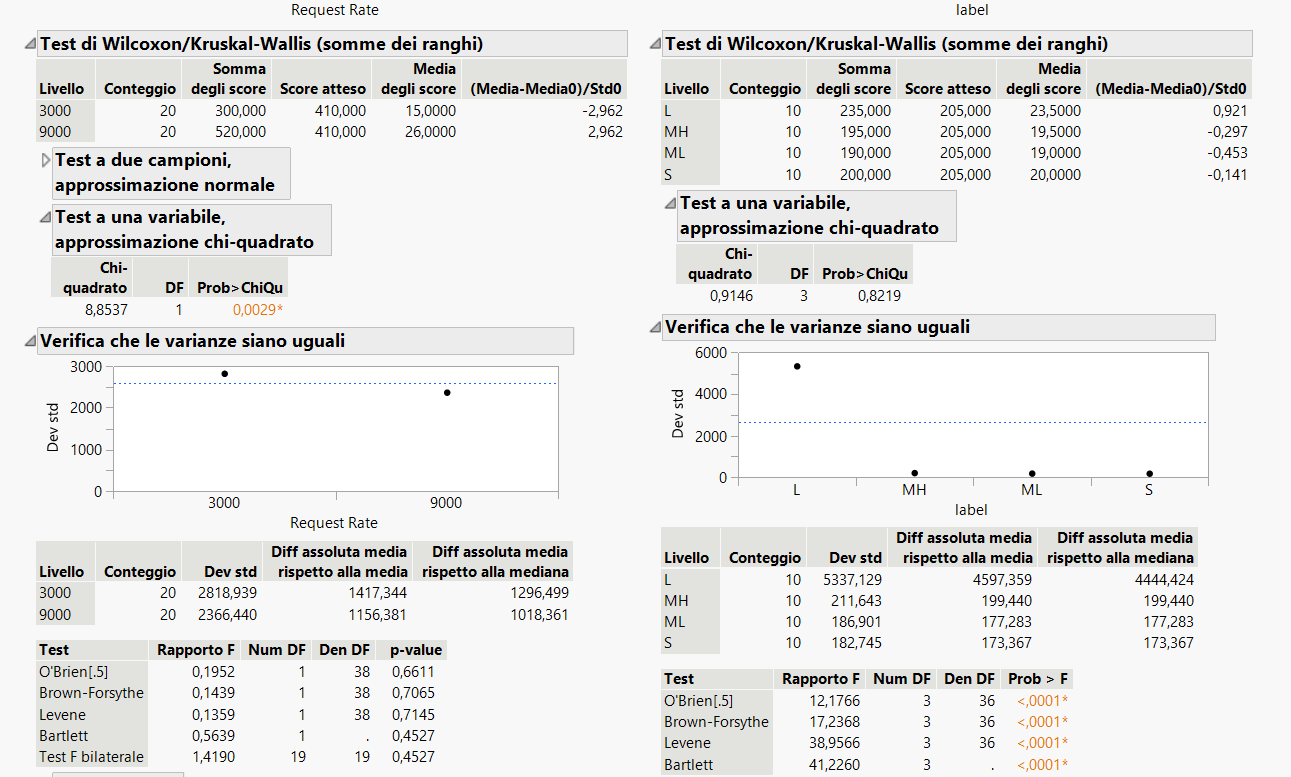 Request Rate
Test di Wilcoxon/Kruskal-Wallis (somme dei ranghi)
Somma Media
Livello Conteggio degli score Score atteso degli score (Media-Media0)/Std0
3000 20 300,000 410,000 15,0000 -2,962
9000 20 520,000 410,000 26,0000 2,962
Test a due campioni,
approssimazione normale
Test a una variabile,
approssimazione chi-quadrato
Chi-
quadrato DF Prob>ChiQu
8,8537 1 0,0029*
Verifica che le varianze siano uguali
3000
2000
1000
0
Dev std
3000 9000
Request Rate
Diff assoluta media Diff assoluta media
Livello Conteggio Dev std rispetto alla media rispetto alla mediana
3000 20 2818,939 1417,344 1296,499
9000 20 2366,440 1156,381 1018,361
Test Rapporto F Num DF Den DF p-value
O'Brien[.5] 0,1952 1 38 0,6611
Brown-Forsythe 0,1439 1 38 0,7065
Levene 0,1359 1 38 0,7145
Bartlett 0,5639 1 . 0,4527
Test F bilaterale 1,4190 19 19 0,4527
label
Test di Wilcoxon/Kruskal-Wallis (somme dei ranghi)
Somma Media
Livello Conteggio degli score Score atteso degli score (Media-Media0)/Std0
L 10 235,000 205,000 23,5000 0,921
MH 10 195,000 205,000 19,5000 -0,297
ML 10 190,000 205,000 19,0000 -0,453
S 10 200,000 205,000 20,0000 -0,141
Test a una variabile,
approssimazione chi-quadrato
Chi-
quadrato DF Prob>ChiQu
0,9146 3 0,8219
Verifica che le varianze siano uguali
6000
4000
2000
0
Dev std
L MH ML S
label
Diff assoluta media Diff assoluta media
Livello Conteggio Dev std rispetto alla media rispetto alla mediana
L 10 5337,129 4597,359 4444,424
MH 10 211,643 199,440 199,440
ML 10 186,901 177,283 177,283
S 10 182,745 173,367 173,367
Test Rapporto F Num DF Den DF Prob > F
O'Brien[.5] 12,1766 3 36 <,0001*
Brown-Forsythe 17,2368 3 36 <,0001*
Levene 38,9566 3 36 <,0001*
Bartlett 41,2260 3 . <,0001*